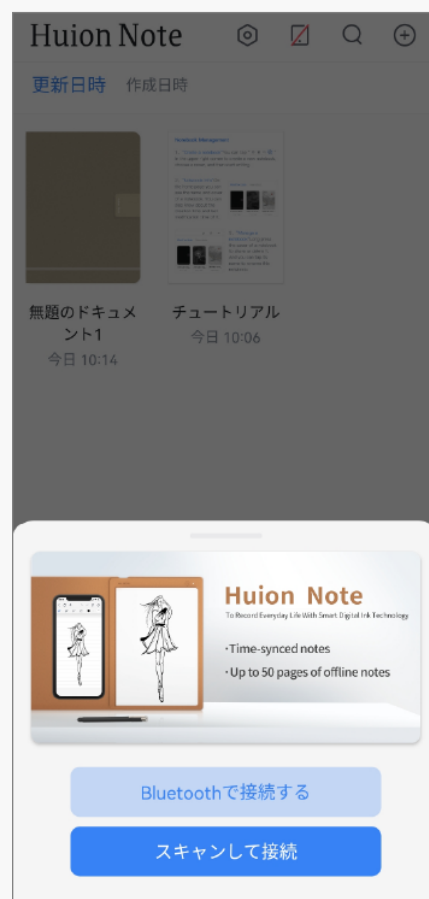 Huion Note
更新日時 作成日時
Notebook Management
無題のドキュメ
ント1
今日 10:14
チュートリアル
今日 10:06
Huion Note
To Record Everyday Life With Smart Digital Ink Technology
·Time-synced notes
·Up to 50 pages of offline notes
Bluetoothで接続する
スキャンして接続